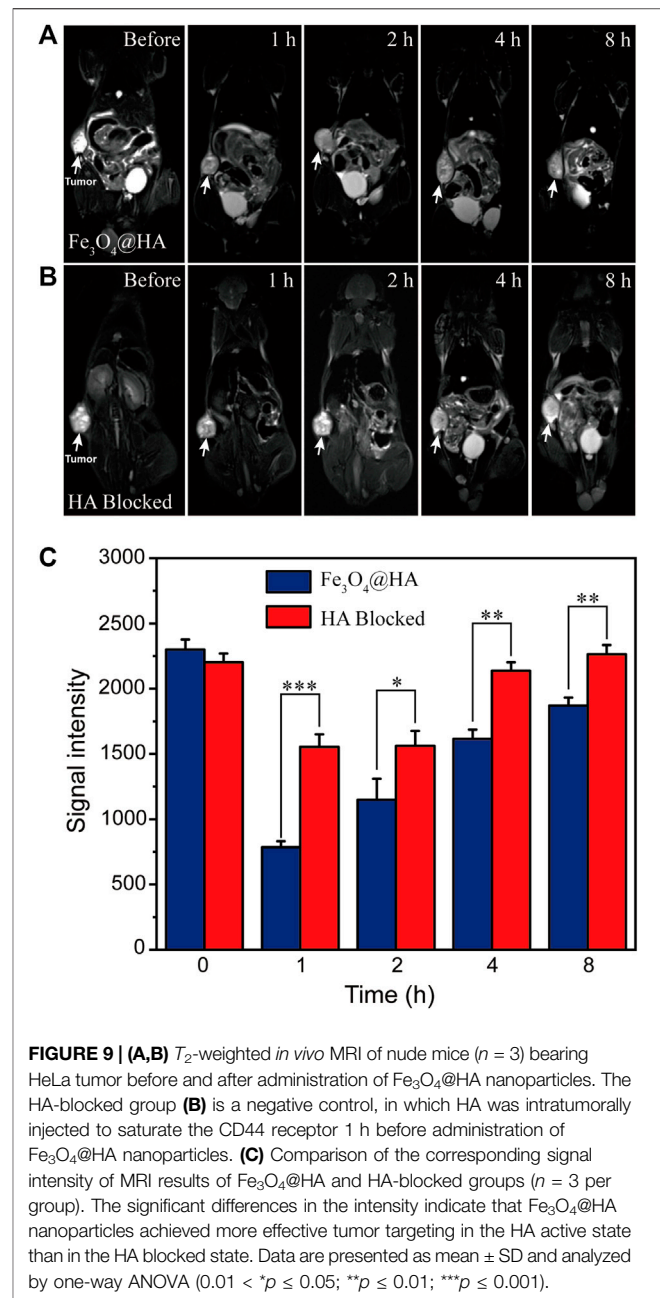 A
Before
1 h
2 h
4 h
8 h
Tumor
Fe₃O₄@HA
B
Before
1 h
2 h
4 h
8 h
Tumor
HA Blocked
C
3000
2500
2000
1500
1000
500
0
Signal intensity
Fe₃O₄@HA
HA Blocked
***
*
**
**
0
1
2
4
8
Time (h)
FIGURE 9 | (A,B) T₂-weighted in vivo MRI of nude mice (n = 3) bearing
HeLa tumor before and after administration of Fe₃O₄@HA nanoparticles. The
HA-blocked group (B) is a negative control, in which HA was intratumorally
injected to saturate the CD44 receptor 1 h before administration of
Fe₃O₄@HA nanoparticles. (C) Comparison of the corresponding signal
intensity of MRI results of Fe₃O₄@HA and HA-blocked groups (n = 3 per
group). The significant differences in the intensity indicate that Fe₃O₄@HA
nanoparticles achieved more effective tumor targeting in the HA active state
than in the HA blocked state. Data are presented as mean ± SD and analyzed
by one-way ANOVA (0.01 < *p ≤ 0.05; **p ≤ 0.01; ***p ≤ 0.001).